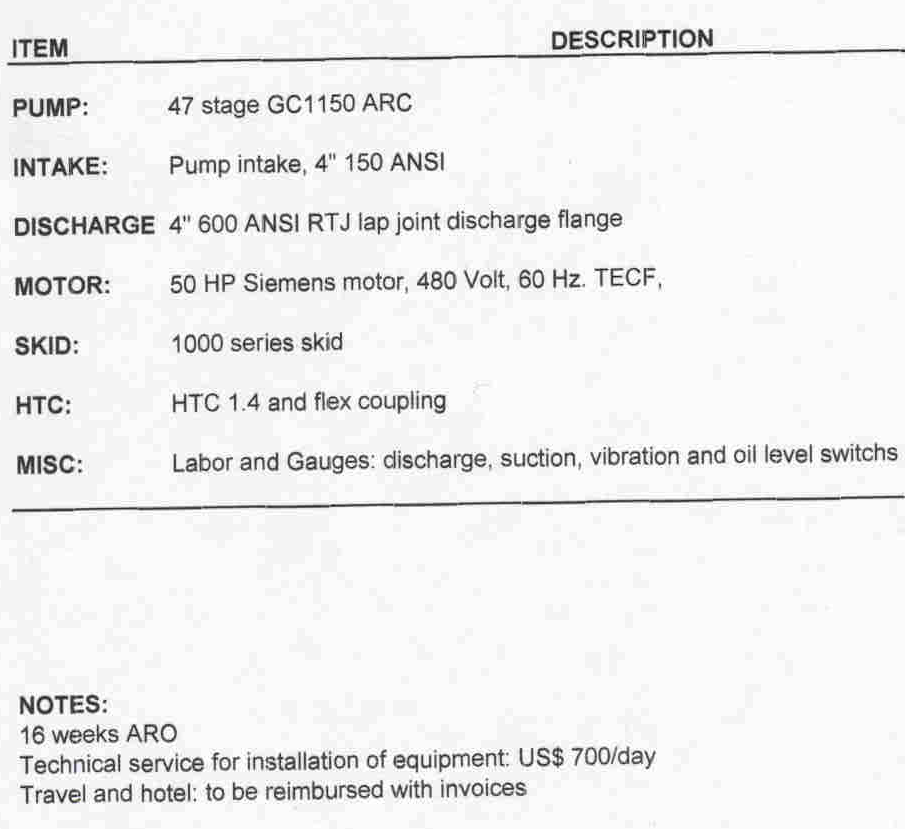 ITEM DESCRIPTION
PUMP: 47 stage GC1150 ARC
INTAKE: Pump intake, 4" 150 ANSI
DISCHARGE 4" 600 ANSI RTJ lap joint discharge flange
MOTOR: 50 HP Siemens motor, 480 Volt, 60 Hz. TECF,
SKID: 1000 series skid
HTC: HTC 1.4 and flex coupling
MISC: Labor and Gauges: discharge, suction, vibration and oil level switchs
NOTES:
16 weeks ARO
Technical service for installation of equipment: US$ 700/day
Travel and hotel: to be reimbursed with invoices